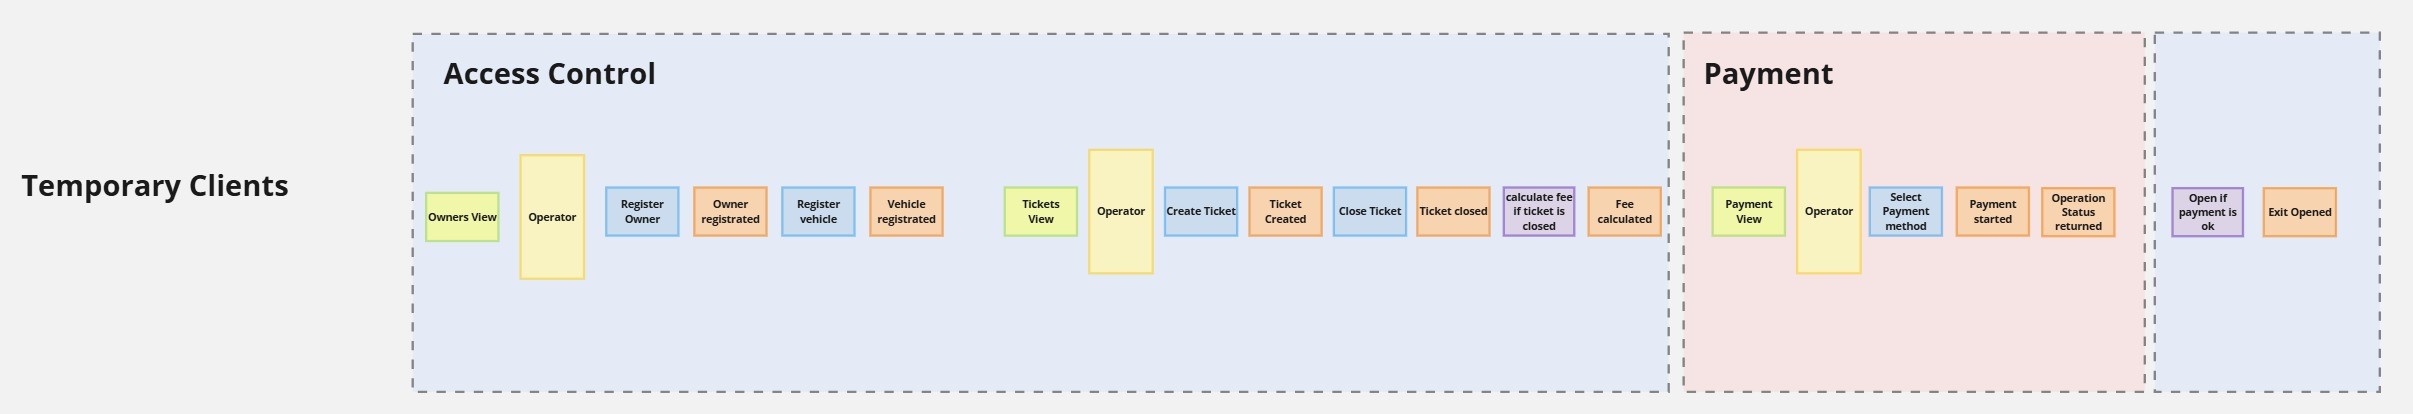 Temporary Clients
Access Control
Owners View
Operator
Register
Owner
Owner
registrated
Register
vehicle
Vehicle
registrated
Tickets
View
Operator
Create Ticket
Ticket
Created
Close Ticket
Ticket closed
calculate fee
if ticket is
closed
Fee
calculated
Payment
Payment
View
Operator
Select
Payment
method
Payment
started
Operation
Status
returned
Open if
payment is
ok
Exit Opened